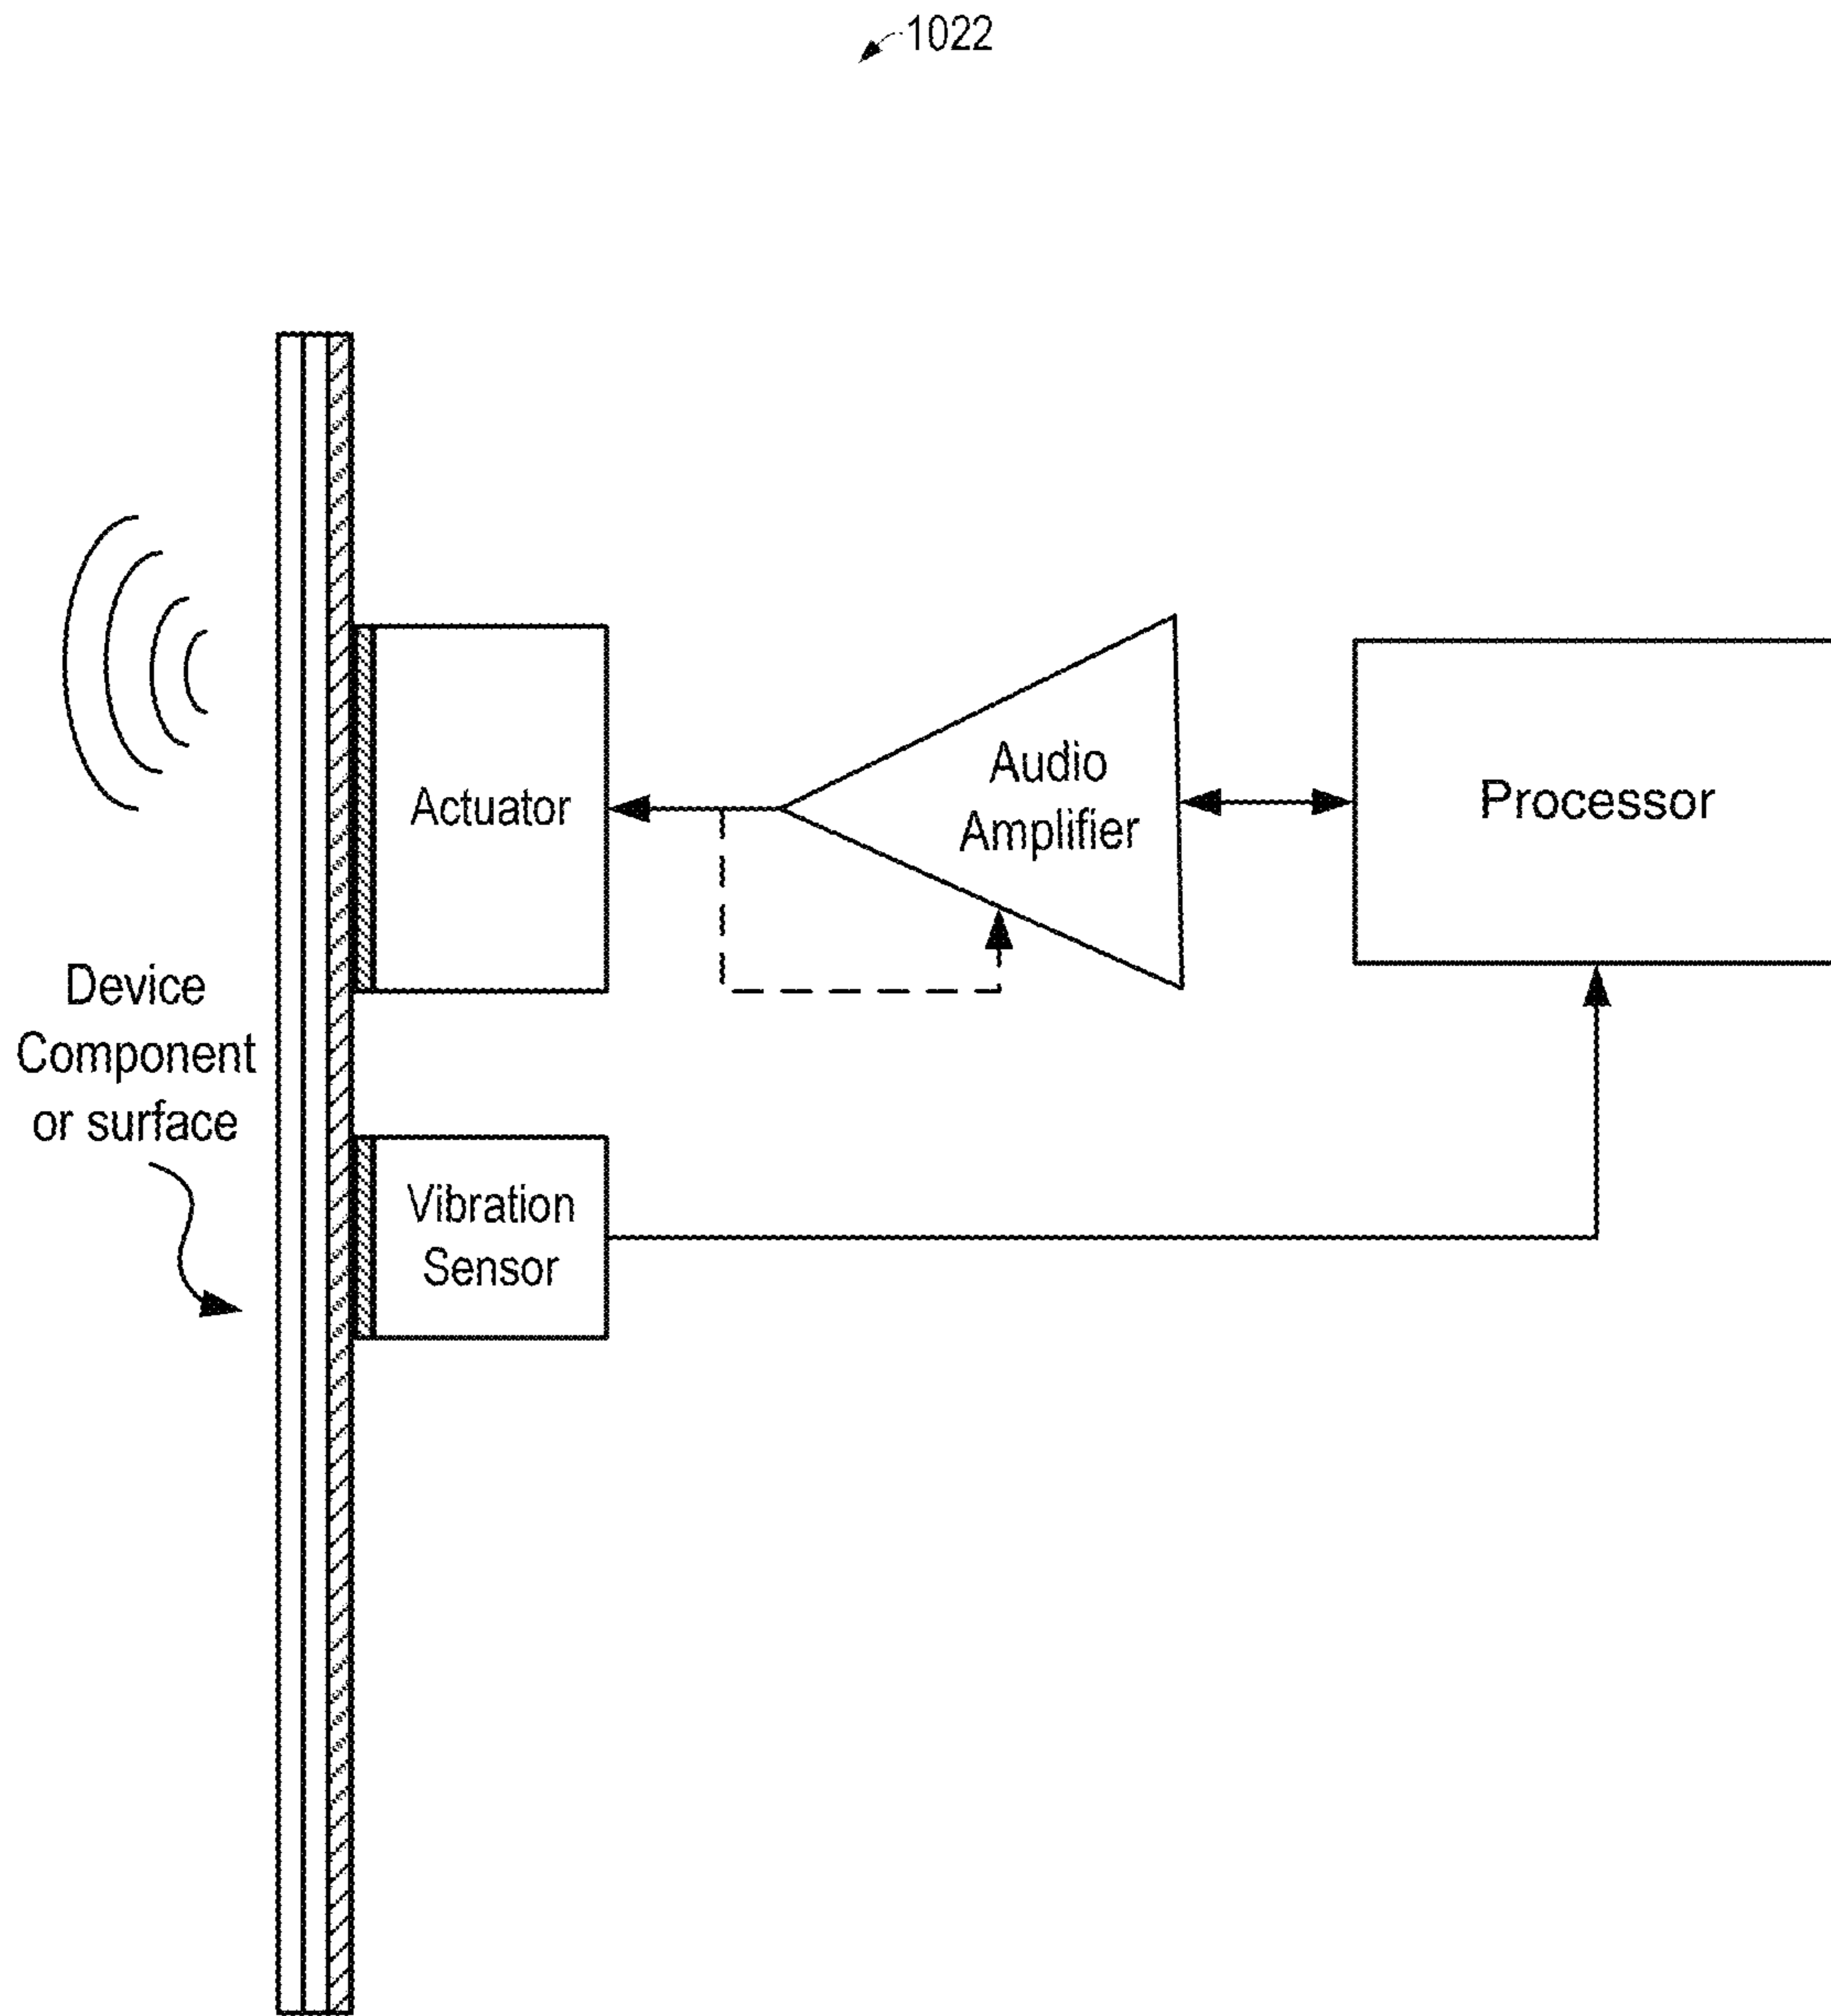 1022
Audio
Amplifier
Actuator
Processor
Device
Component
or surface
Vibration
Sensor